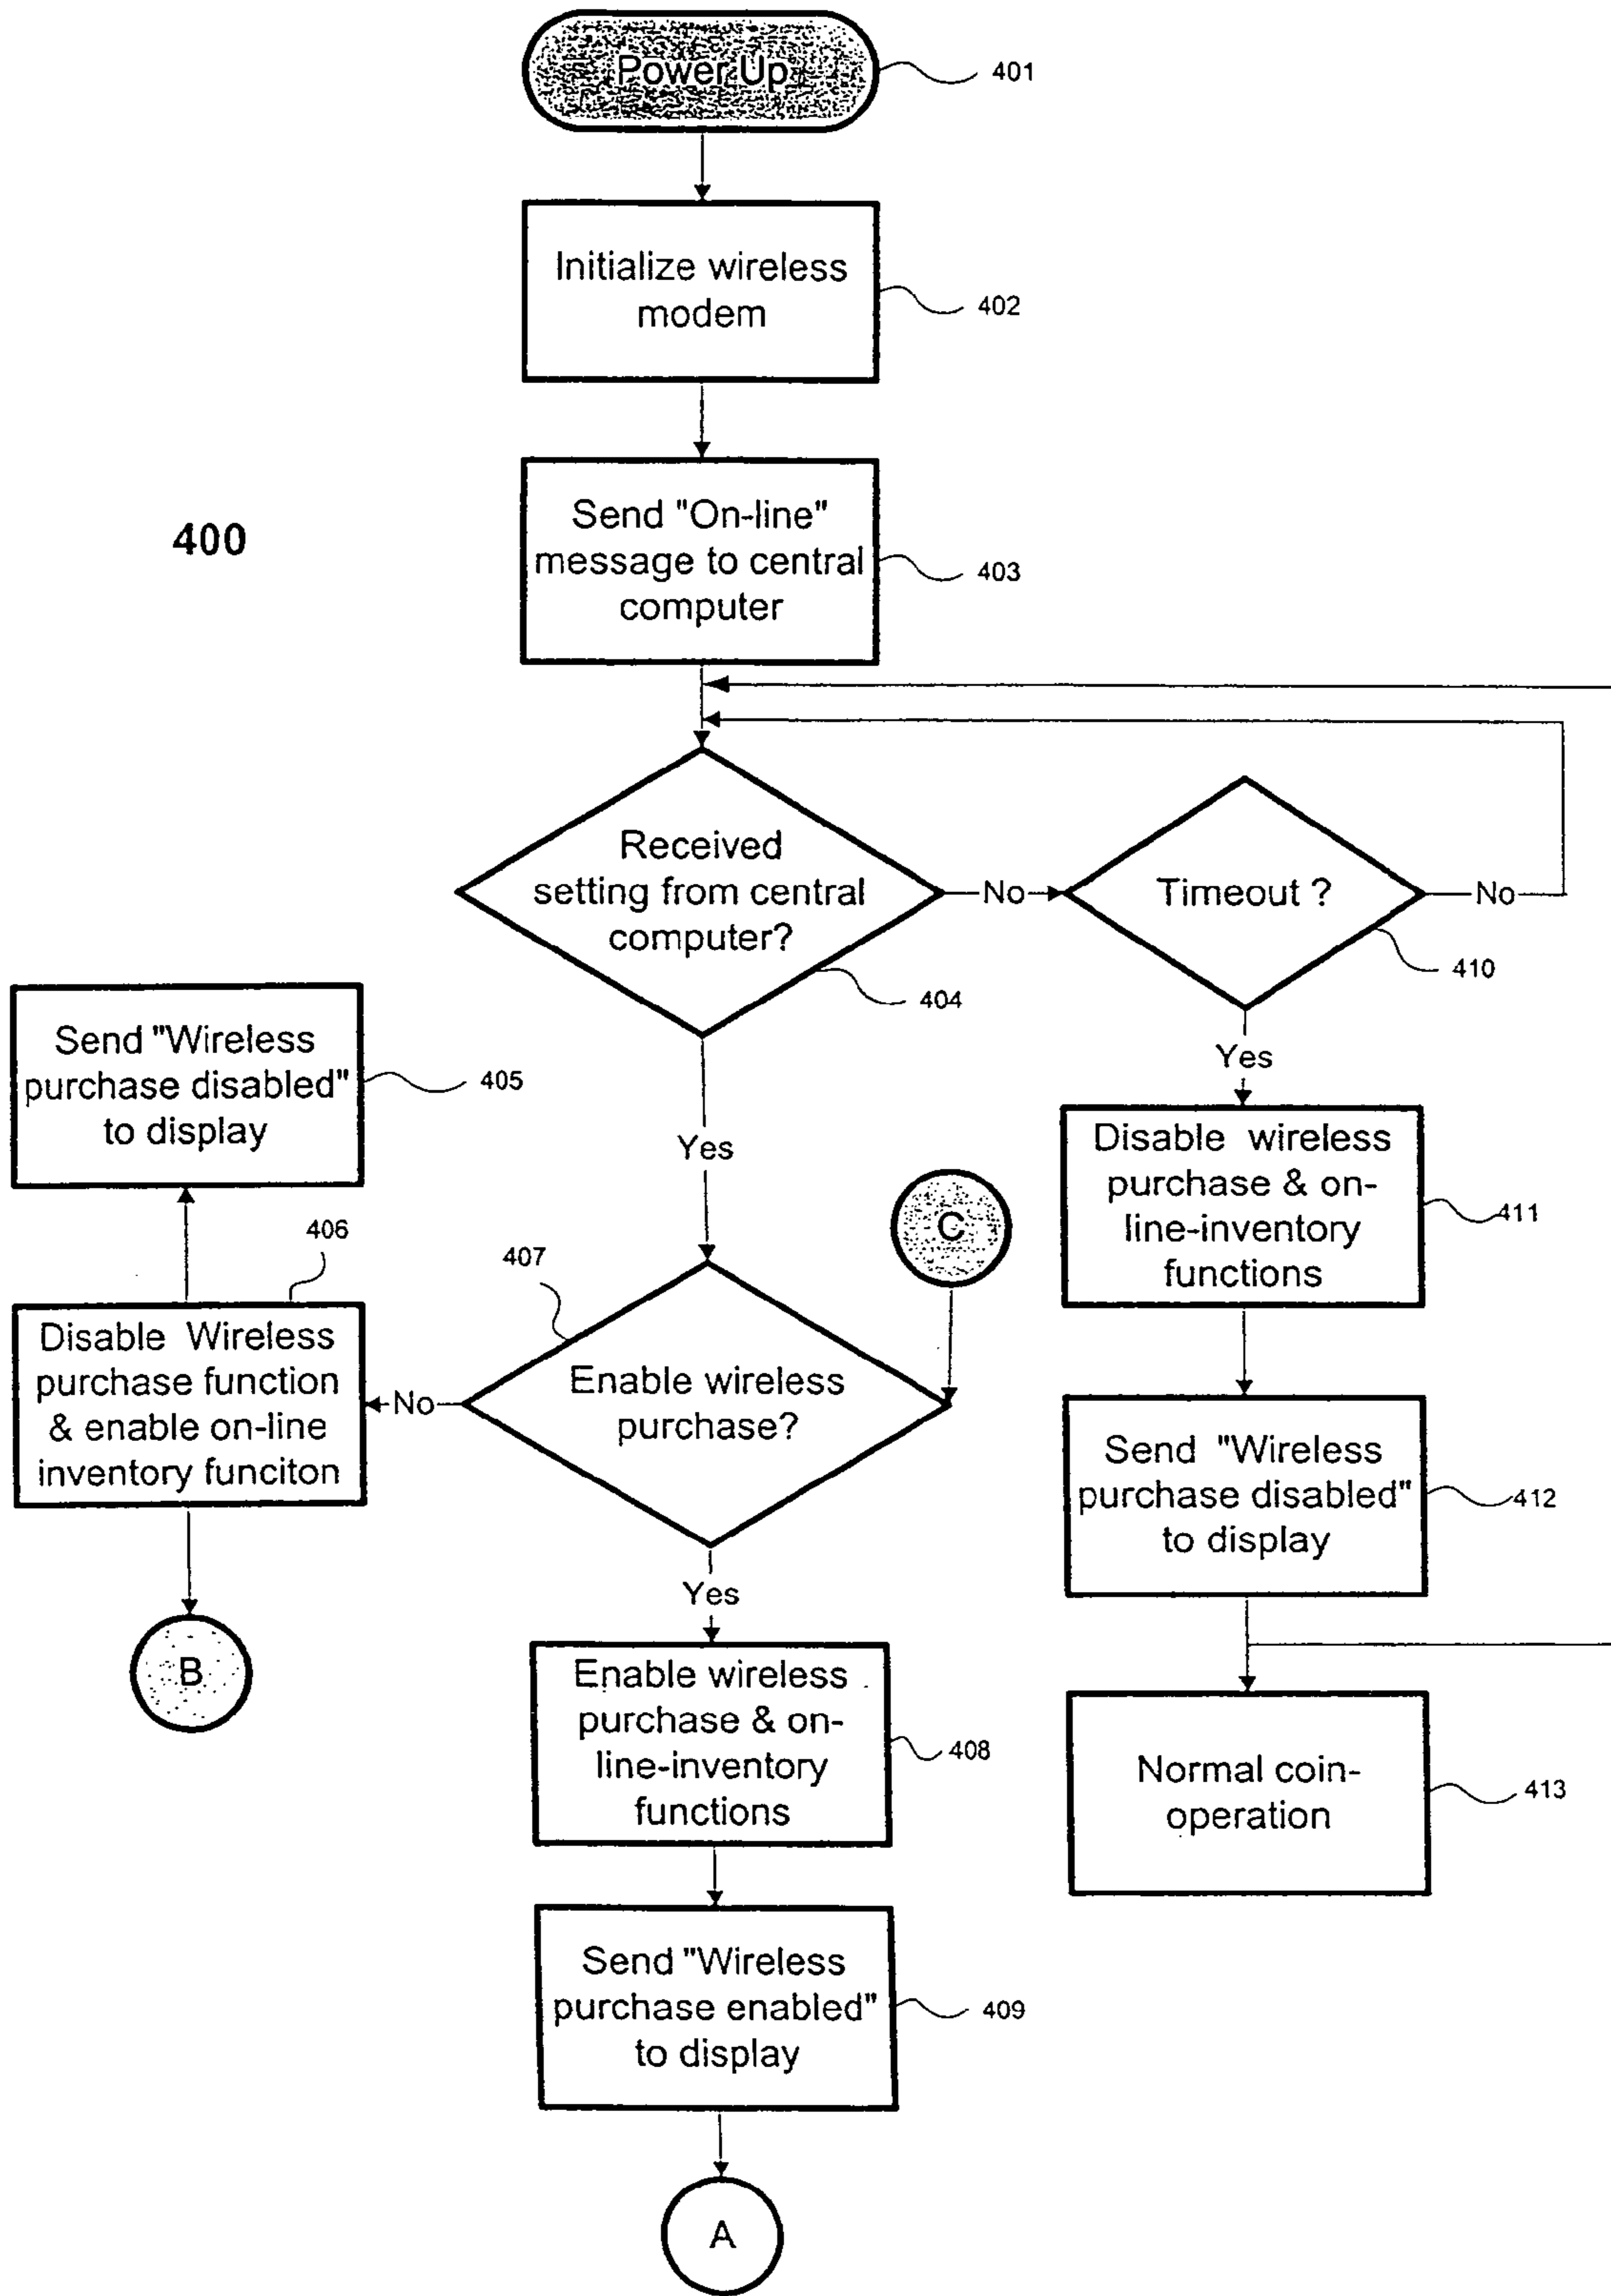 Power Up
401
Initialize wireless
modem
402
400
Send "On-line"
message to central
computer
403
Received
setting from central
computer?
404
No
Timeout ?
No
410
Yes
Yes
Send "Wireless
purchase disabled"
to display
405
Disable wireless
purchase & on-
line-inventory
functions
411
C
406
407
Disable Wireless
purchase function
& enable on-line
inventory funciton
No
Enable wireless
purchase?
Send "Wireless
purchase disabled"
to display
412
Yes
B
Enable wireless
purchase & on-
line-inventory
functions
408
Normal coin-
operation
413
Send "Wireless
purchase enabled"
to display
409
A